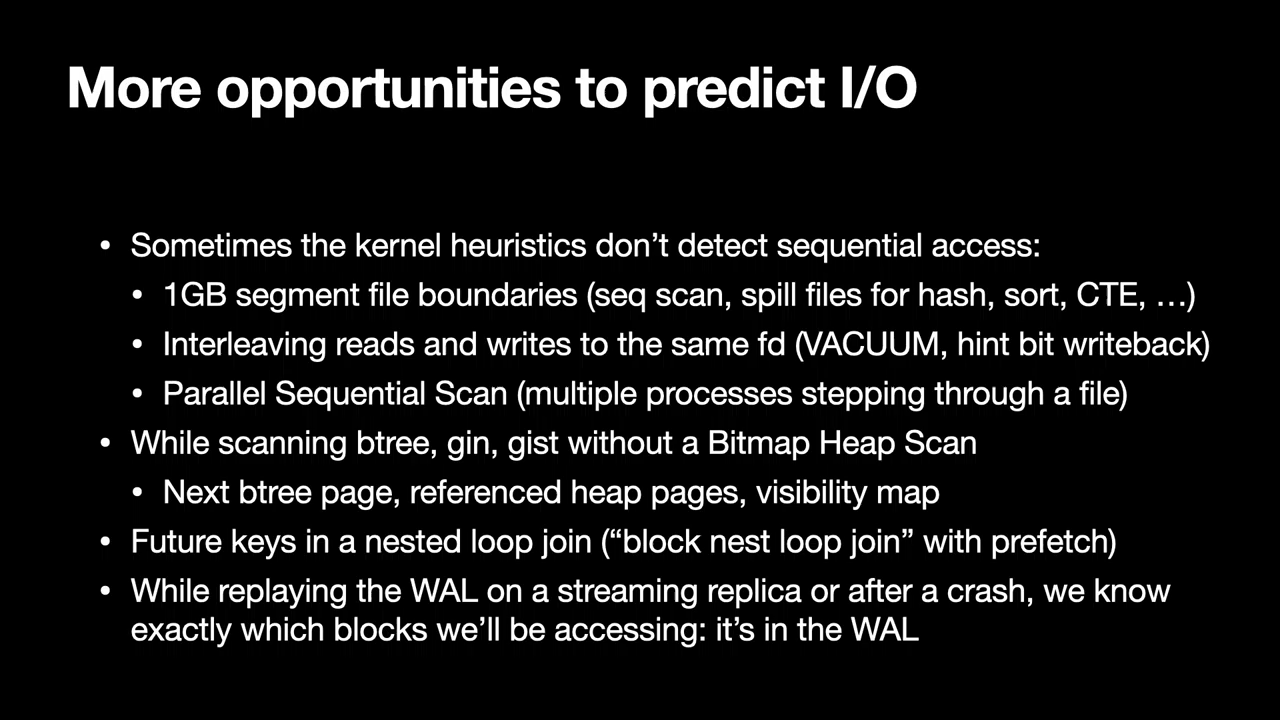 More opportunities to predict I/O
• Sometimes the kernel heuristics don’t detect sequential access:
• 1GB segment file boundaries (seq scan, spill files for hash, sort, CTE, …)
• Interleaving reads and writes to the same fd (VACUUM, hint bit writeback)
• Parallel Sequential Scan (multiple processes stepping through a file)
• While scanning btree, gin, gist without a Bitmap Heap Scan
• Next btree page, referenced heap pages, visibility map
• Future keys in a nested loop join (“block nest loop join” with prefetch)
• While replaying the WAL on a streaming replica or after a crash, we know
exactly which blocks we’ll be accessing: it’s in the WAL